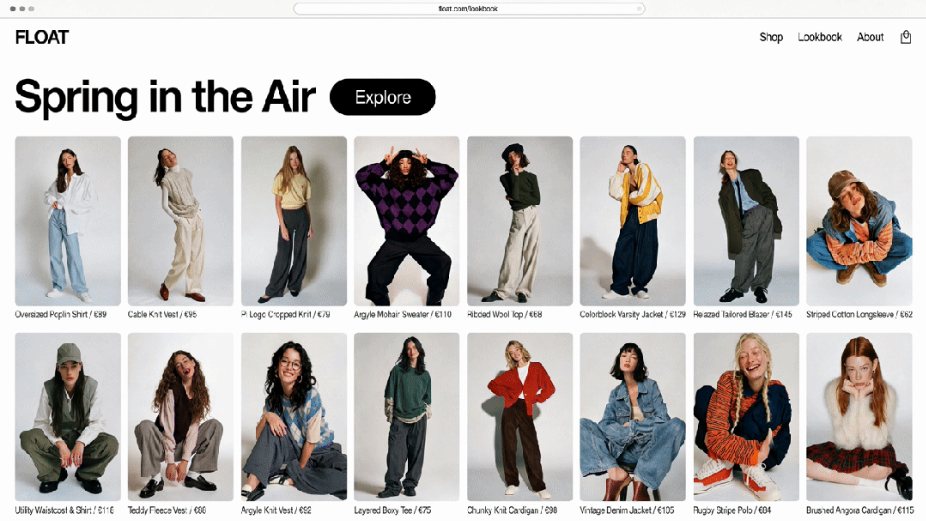 float.com/lookbook
FLOAT
Shop Lookbook About
Spring in the Air
Explore
Oversized Poplin Shirt / €89
Cable Knit Vest / €95
Pi Logo Cropped Knit / €79
Argyle Mohair Sweater / €110
Ribbed Wool Top / €68
Colorblock Varsity Jacket / €129
Relaxed Tailored Blazer / €145
Striped Cotton Longsleeve / €62
Utility Waistcoat & Shirt / €118
Teddy Fleece Vest / €88
Argyle Knit Vest / €92
Layered Boxy Tee / €75
Chunky Knit Cardigan / €98
Vintage Denim Jacket / €105
Rugby Stripe Polo / €84
Brushed Angora Cardigan / €115